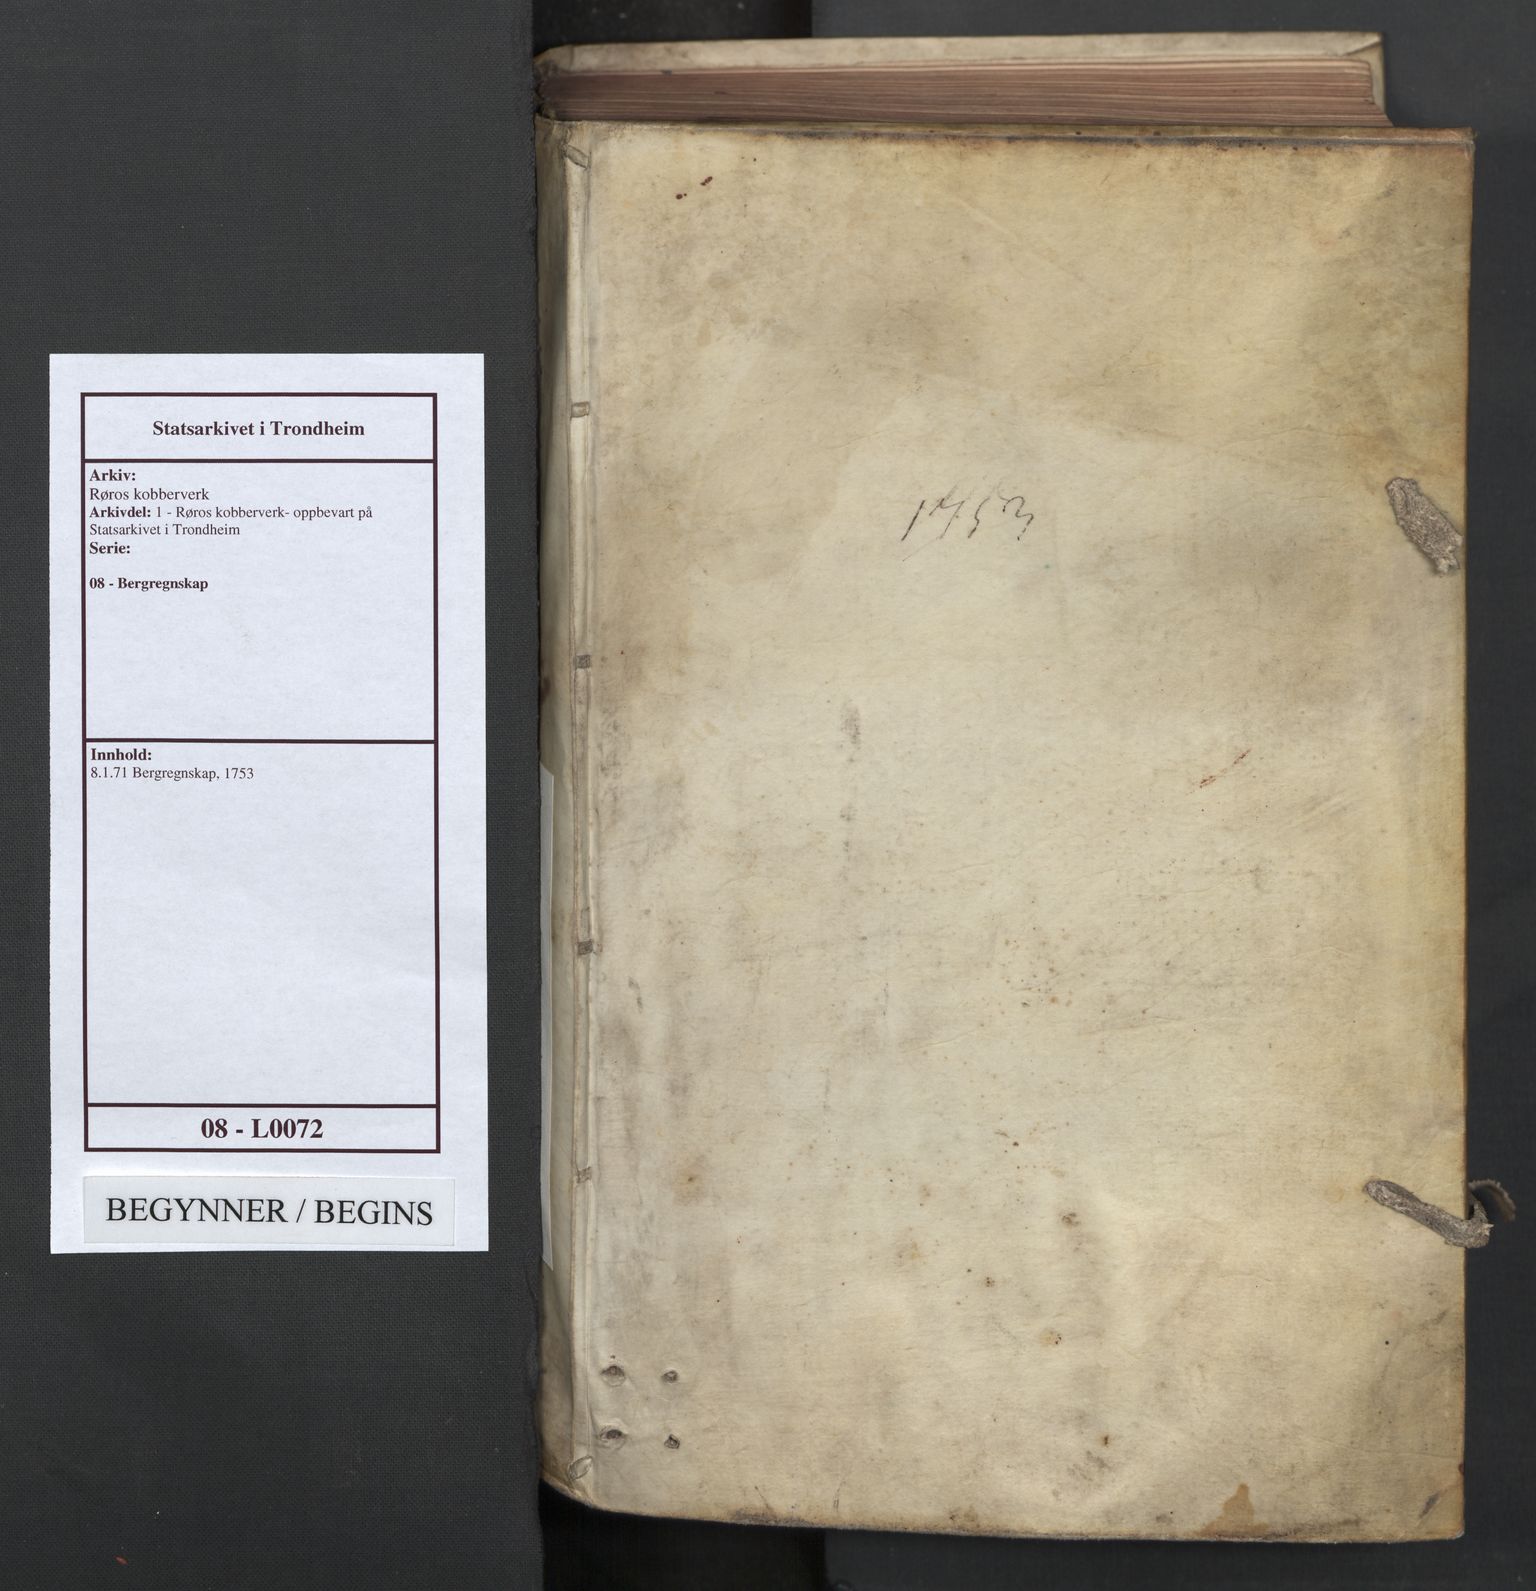 Statsarkivet i Trondheim
Arkiv:
Røros kobberverk
Arkivdel: 1 - Røros kobberverk- oppbevart på
Statsarkivet i Trondheim
Serie:
08 - Bergregnskap
Innhold:
8.1.71 Bergregnskap, 1753
08 - L0072
BEGYNNER / BEGINS
1753